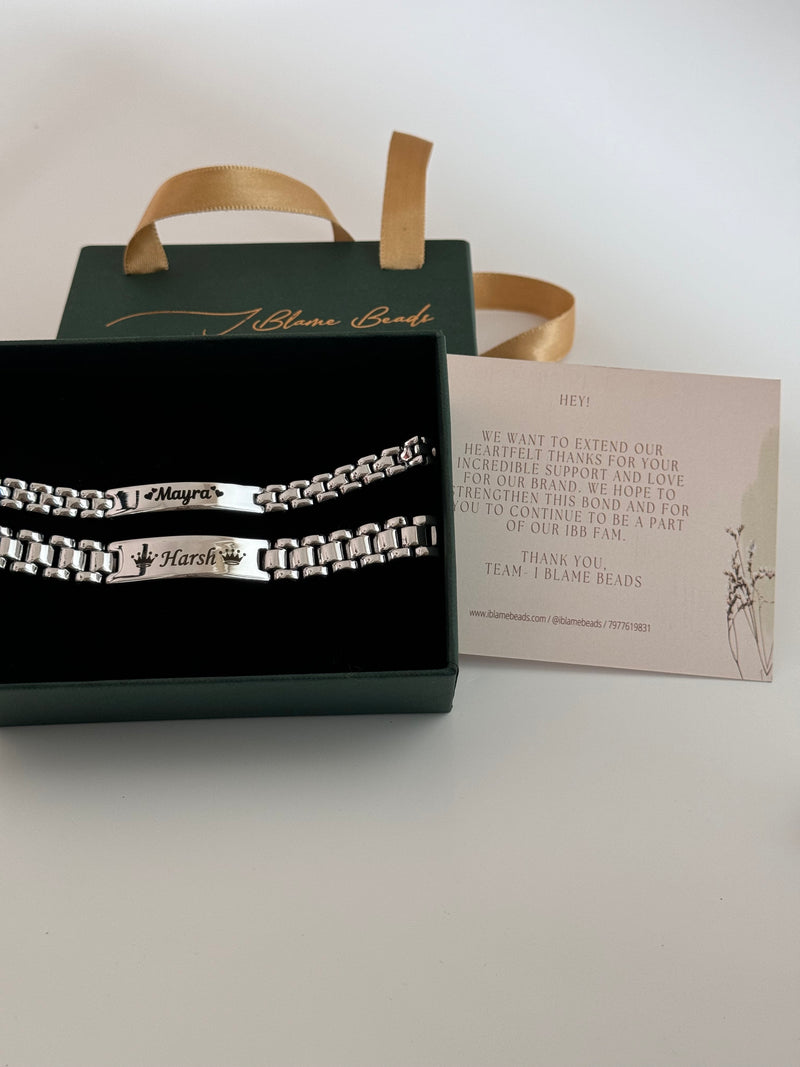 I Blame Beads
Mayra
Harsh
HEY!
WE WANT TO EXTEND OUR
HEARTFELT THANKS FOR YOUR
INCREDIBLE SUPPORT AND LOVE
FOR OUR BRAND. WE HOPE TO
STRENGTHEN THIS BOND AND FOR
YOU TO CONTINUE TO BE A PART
OF OUR IBB FAM.
THANK YOU,
TEAM- I BLAME BEADS
www.iblamebeads.com / @iblamebeads / 7977619831